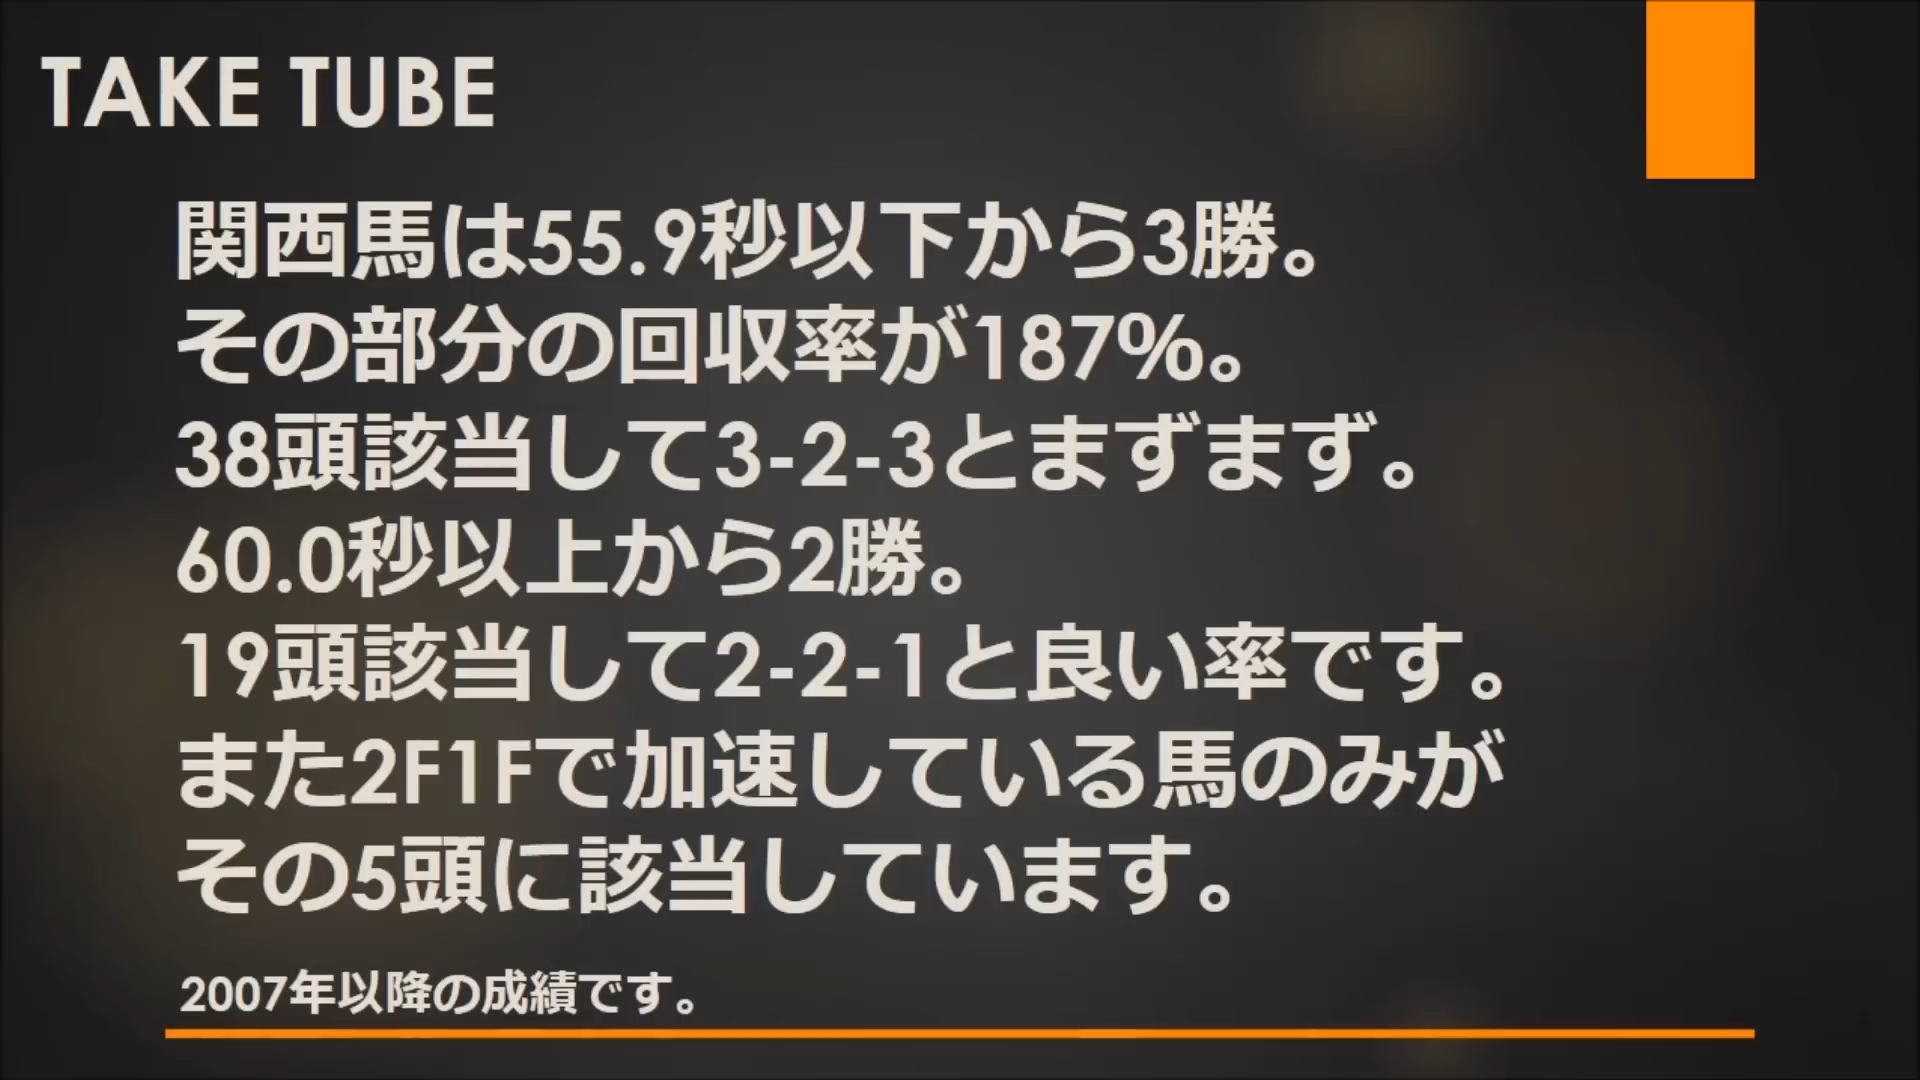 TAKE TUBE
関西馬は55.9秒以下から3勝。
その部分の回収率が187%。
38頭該当して3-2-3とまずまず。
60.0秒以上から2勝。
19頭該当して2-2-1と良い率です。
また2F1Fで加速している馬のみが
その5頭に該当しています。
2007年以降の成績です。